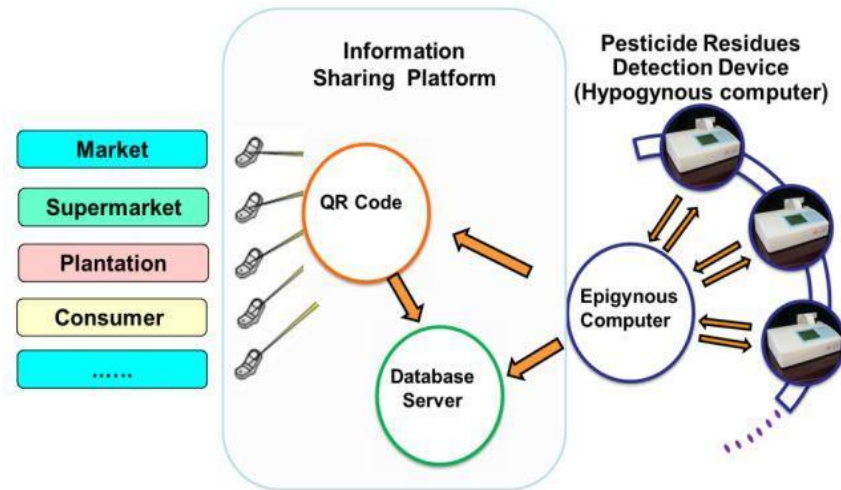 Information
Sharing Platform
Pesticide Residues
Detection Device
(Hypogynous computer)
Market
Supermarket
Plantation
Consumer
......
QR Code
Database
Server
Epigynous
Computer